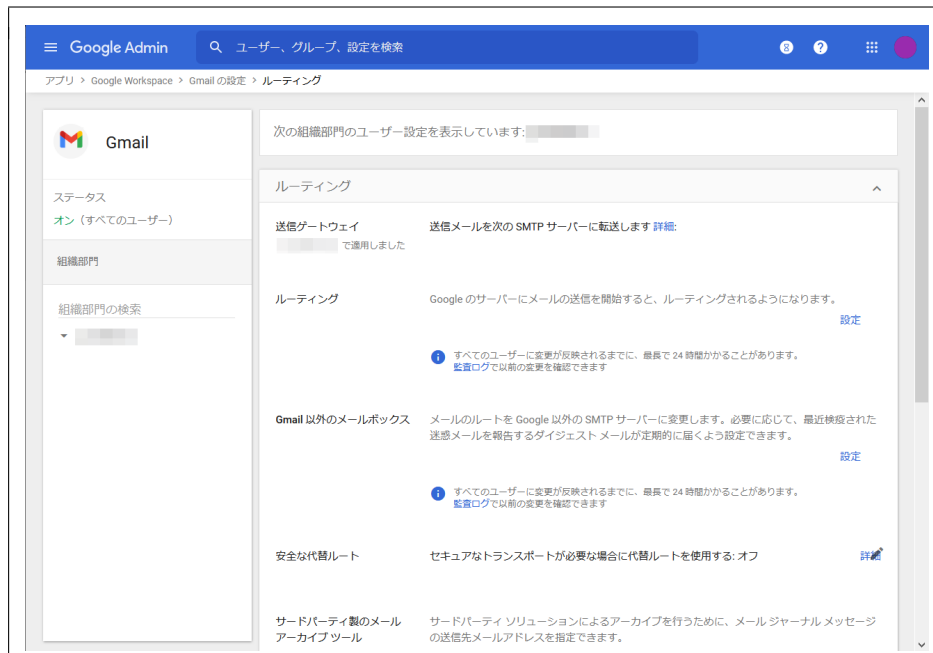 Google Admin
ユーザー、グループ、設定を検索
アプリ > Google Workspace > Gmail の設定 > ルーティング
Gmail
ステータス
オン (すべてのユーザー)
組織部門
組織部門の検索
次の組織部門のユーザー設定を表示しています:
ルーティング
送信ゲートウェイ
で適用しました
送信メールを次の SMTP サーバーに転送します 詳細:
ルーティング
Google のサーバーにメールの送信を開始すると、ルーティングされるようになります。
設定
すべてのユーザーに変更が反映されるまでに、最長で 24 時間かかることがあります。
監査ログで以前の変更を確認できます
Gmail 以外のメールボックス
メールのルートを Google 以外の SMTP サーバーに変更します。必要に応じて、最近検疫された
迷惑メールを報告するダイジェスト メールが定期的に届くよう設定できます。
設定
すべてのユーザーに変更が反映されるまでに、最長で 24 時間かかることがあります。
監査ログで以前の変更を確認できます
安全な代替ルート
セキュアなトランスポートが必要な場合に代替ルートを使用する: オフ
詳細
サードパーティ製のメール
アーカイブ ツール
サードパーティ ソリューションによるアーカイブを行うために、メール ジャーナル メッセージ
の送信先メールアドレスを指定できます。